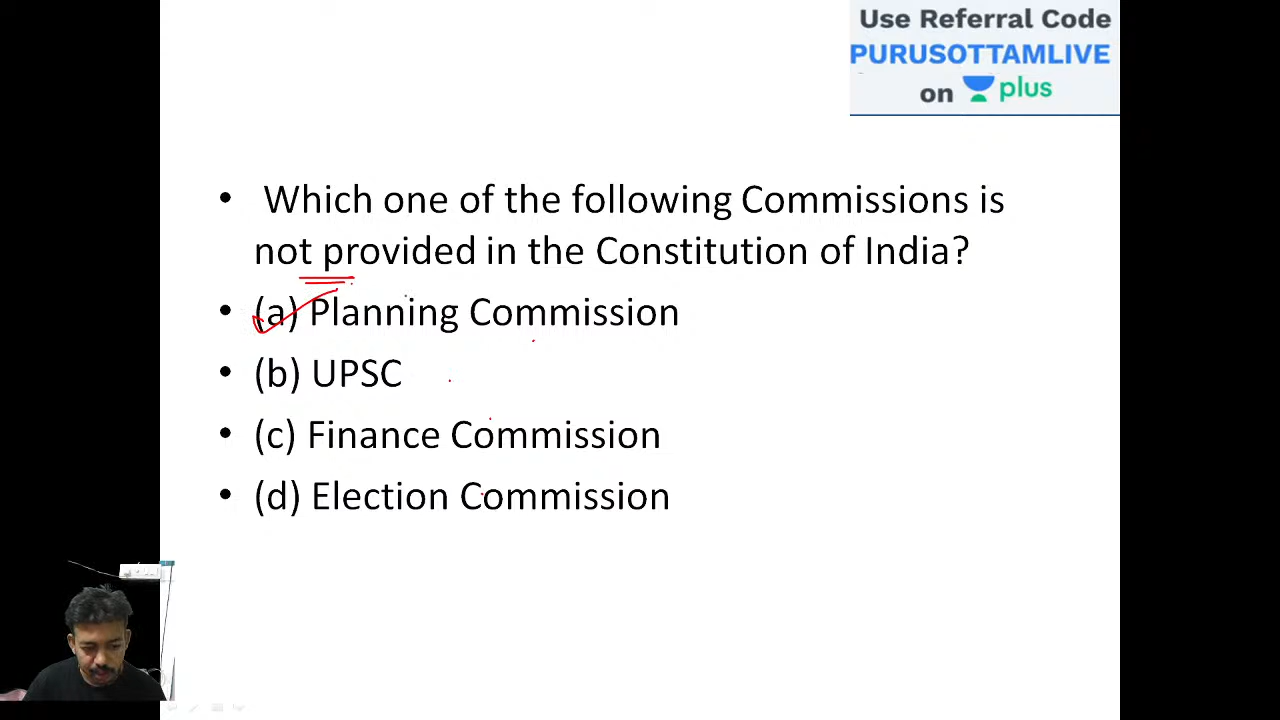 Use Referral Code
PURUSOTTAMLIVE
on plus
• Which one of the following Commissions is
not provided in the Constitution of India?
• (a) Planning Commission
• (b) UPSC
• (c) Finance Commission
• (d) Election Commission